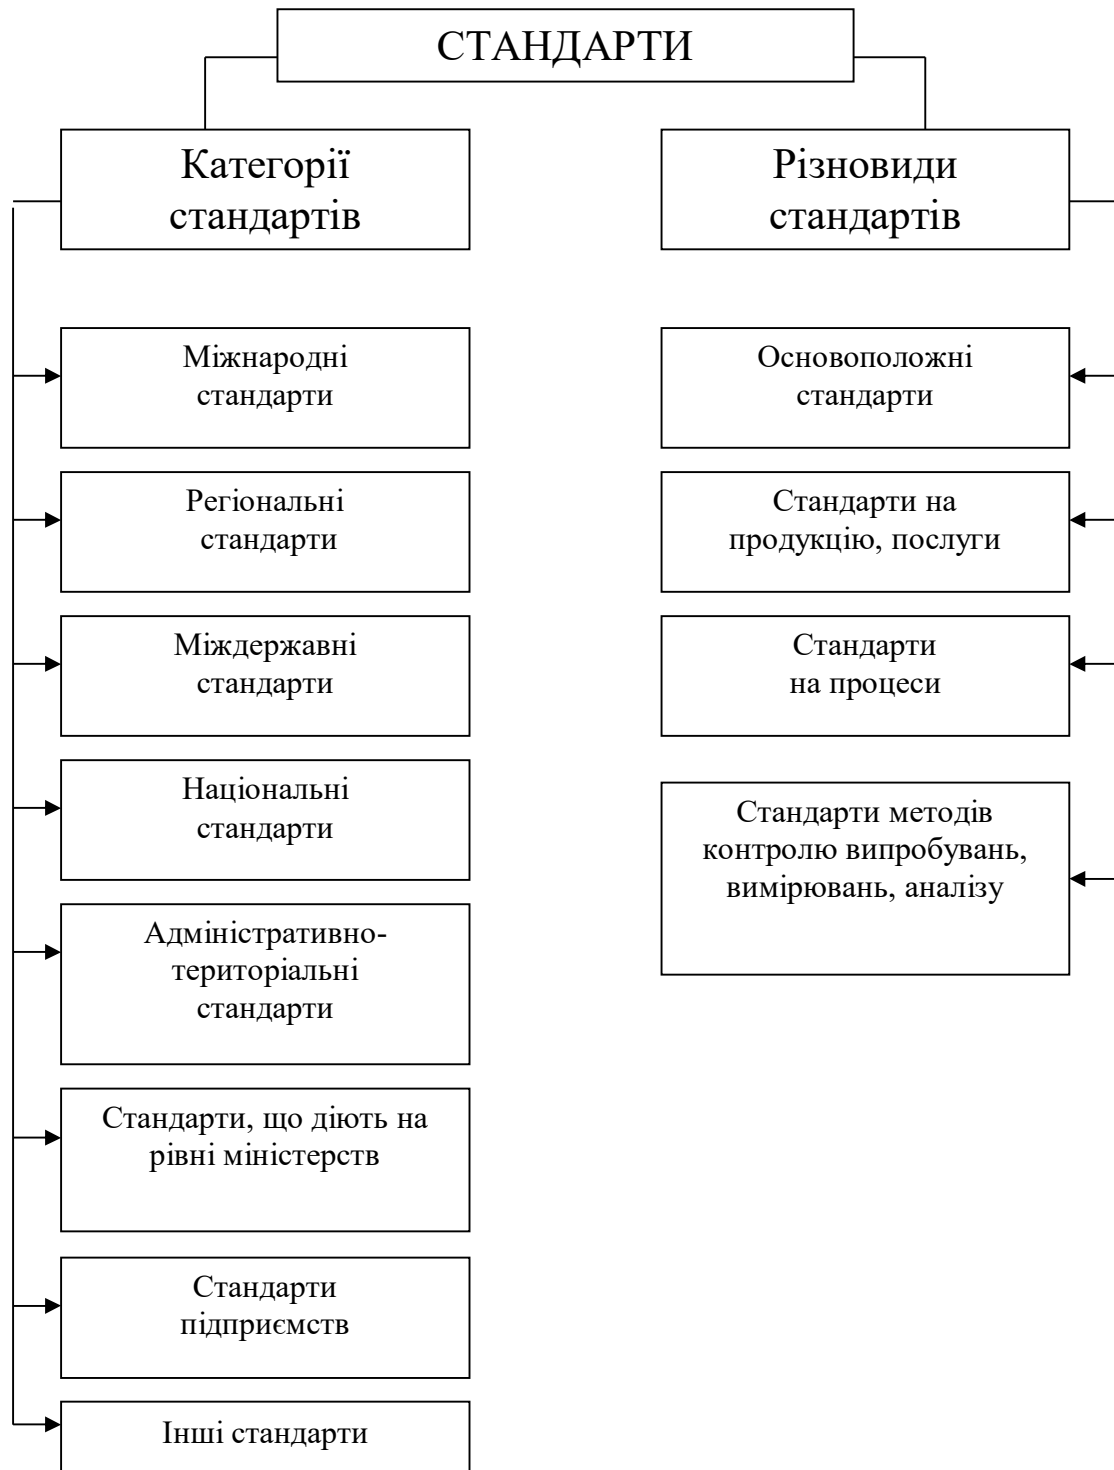 СТАНДАРТИ
Категорії
стандартів
Різновиди
стандартів
Міжнародні
стандарти
Регіональні
стандарти
Міждержавні
стандарти
Національні
стандарти
Адміністративно-
територіальні
стандарти
Стандарти, що діють на
рівні міністерств
Стандарти
підприємств
Інші стандарти
Основоположні
стандарти
Стандарти на
продукцію, послуги
Стандарти
на процеси
Стандарти методів
контролю випробувань,
вимірювань, аналізу